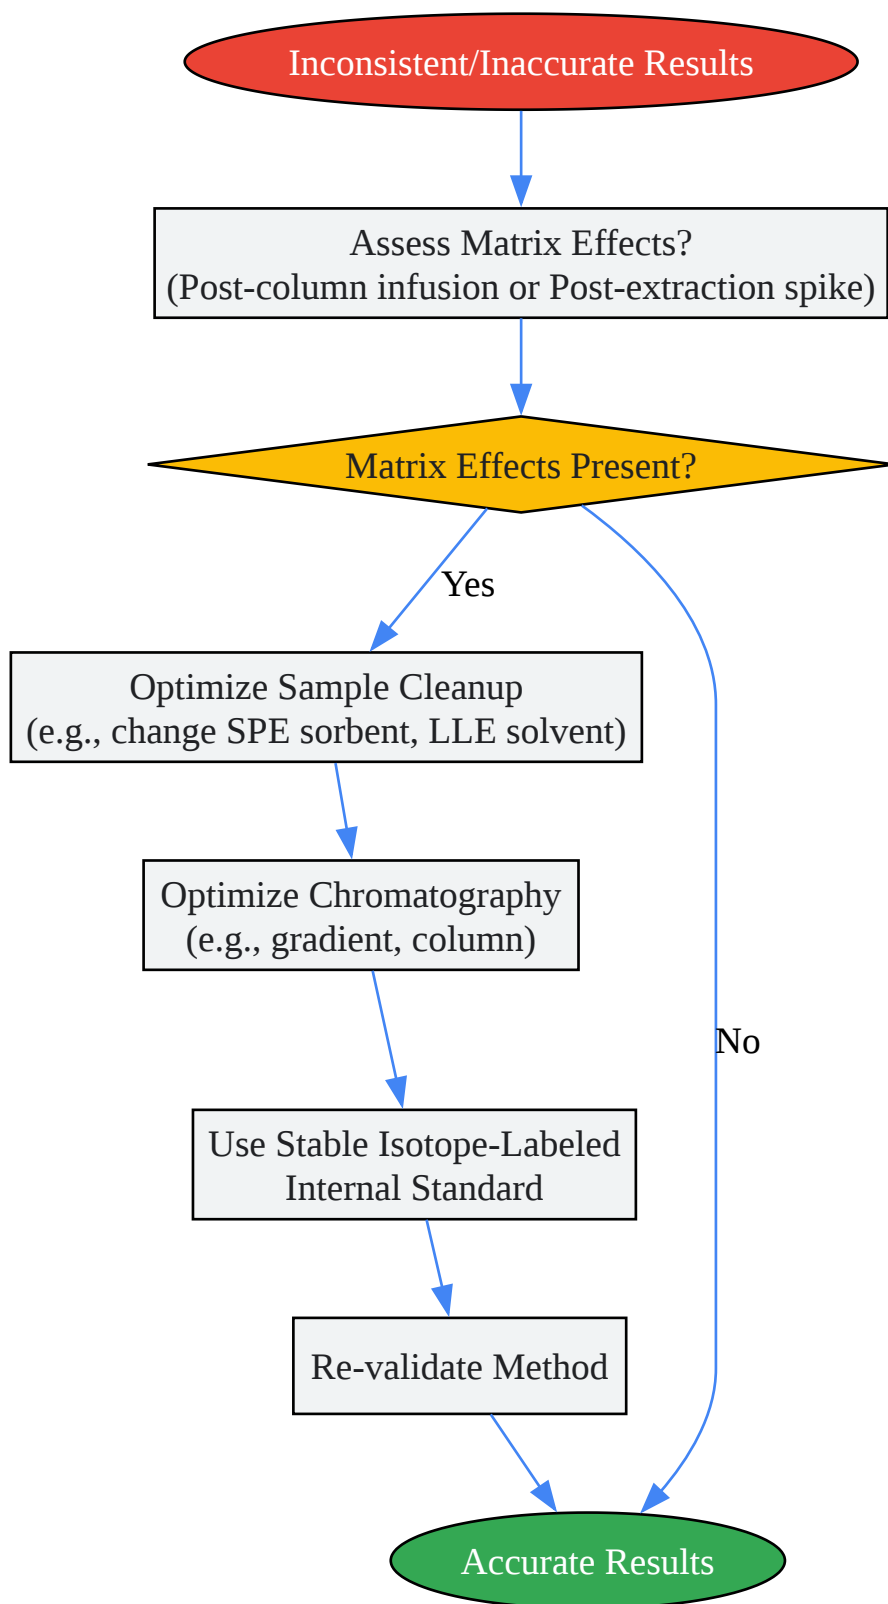 Inconsistent/Inaccurate Results
Assess Matrix Effects?
(Post-column infusion or Post-extraction spike)
Matrix Effects Present?
Yes
Optimize Sample Cleanup
(e.g., change SPE sorbent, LLE solvent)
Optimize Chromatography
(e.g., gradient, column)
No
Use Stable Isotope-Labeled
Internal Standard
Re-validate Method
Accurate Results